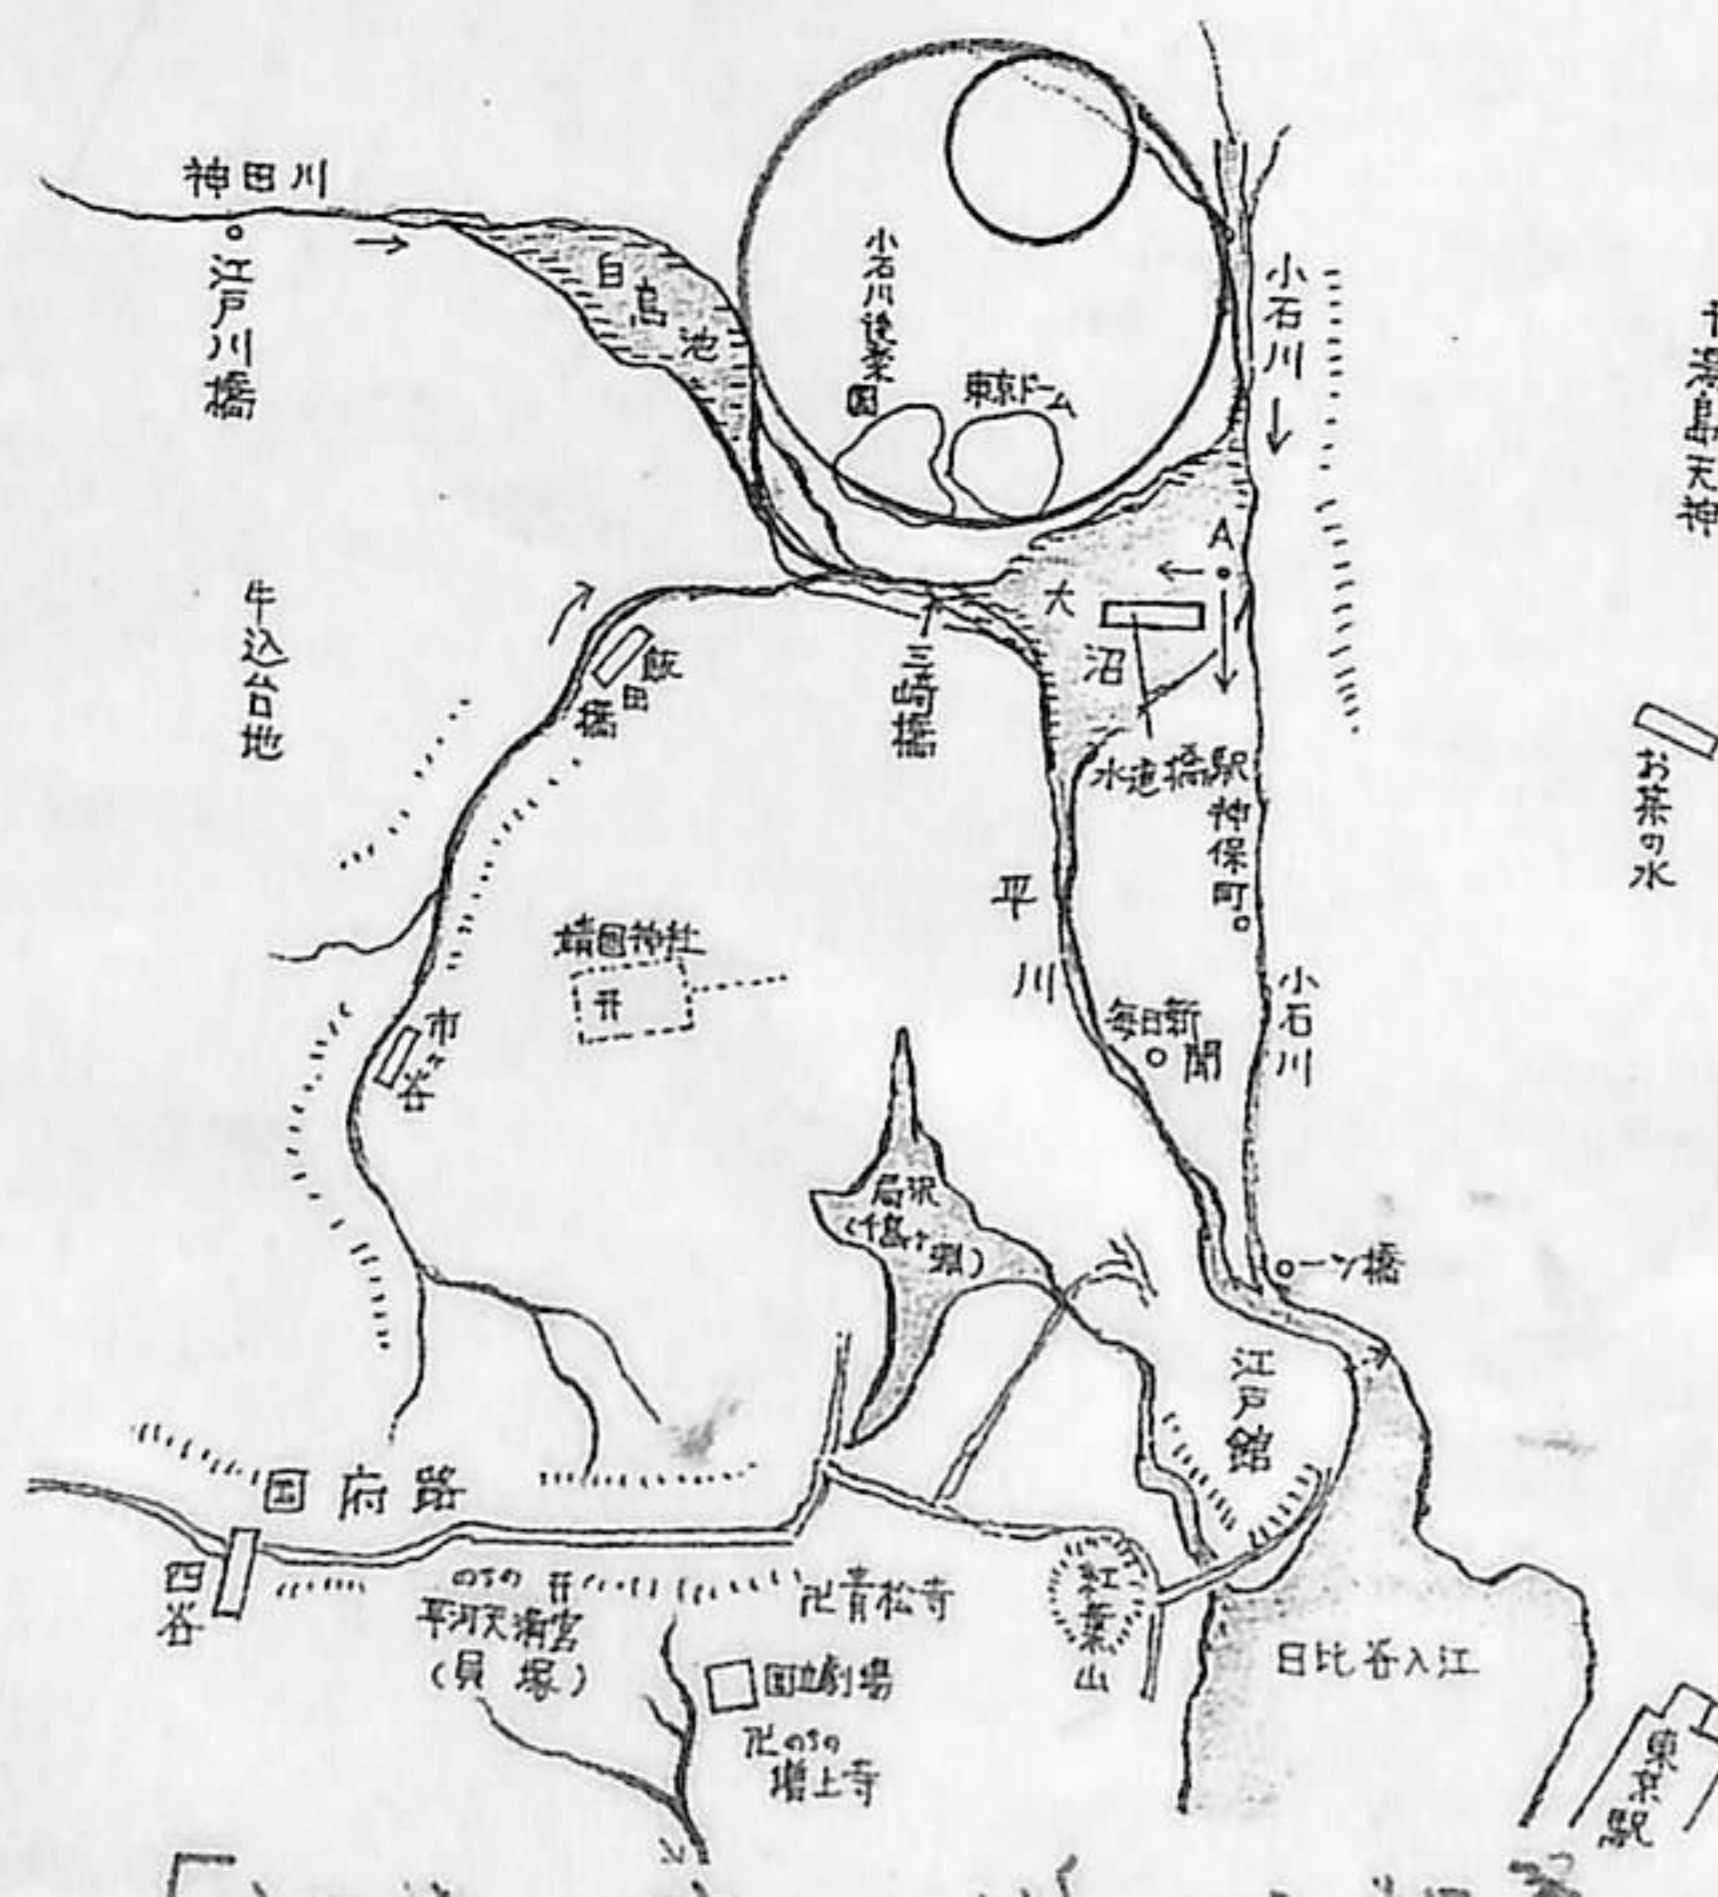 神田川
江戸川橋
白鳥池
小石川後楽園
東京ドーム
小石川
湯島天神
A
大沼
牛込台地
飯田橋
三崎橋
水道橋駅
神保町
お茶の水
平川
靖国神社
毎日新聞
小石川
市ヶ谷
局沢
(千鳥ヶ淵)
一ツ橋
江戸館
国府路
四谷
のちの
平河天満宮
(貝塚)
卍青松寺
紅葉山
日比谷入江
国立劇場
卍のちの
増上寺
東京駅